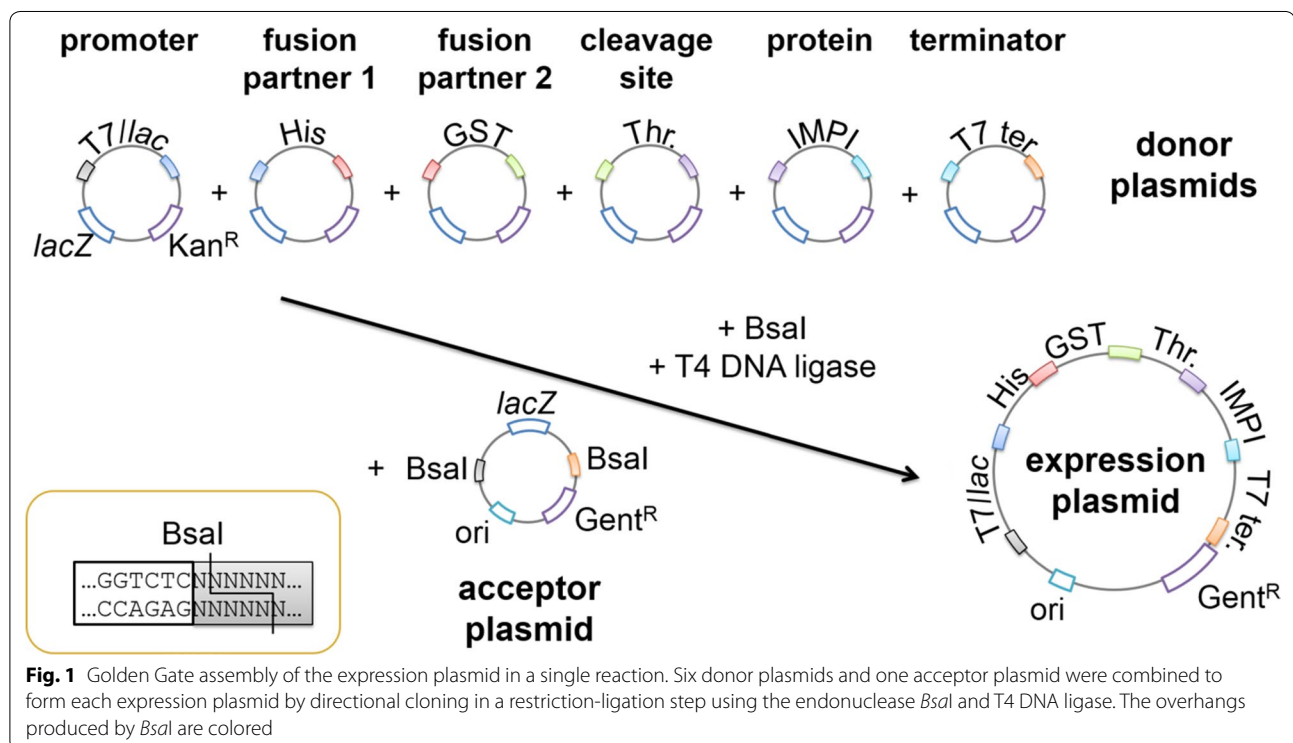 promoter
fusion partner 1
fusion partner 2
cleavage site
protein
terminator
T7/lac
His
GST
Thr.
IMPI
T7 ter.
donor plasmids
+ + + + +
lacZ
Kan^R
+ BsaI
+ T4 DNA ligase
lacZ
+ BsaI
BsaI
ori
Gent^R
acceptor plasmid
T7/lac
His
GST
Thr.
IMPI
T7 ter.
expression plasmid
ori
Gent^R
BsaI
...GGTCTCNNNNNN...
...CCAGAGNNNNNN...
Fig. 1 Golden Gate assembly of the expression plasmid in a single reaction. Six donor plasmids and one acceptor plasmid were combined to
form each expression plasmid by directional cloning in a restriction-ligation step using the endonuclease BsaI and T4 DNA ligase. The overhangs
produced by BsaI are colored